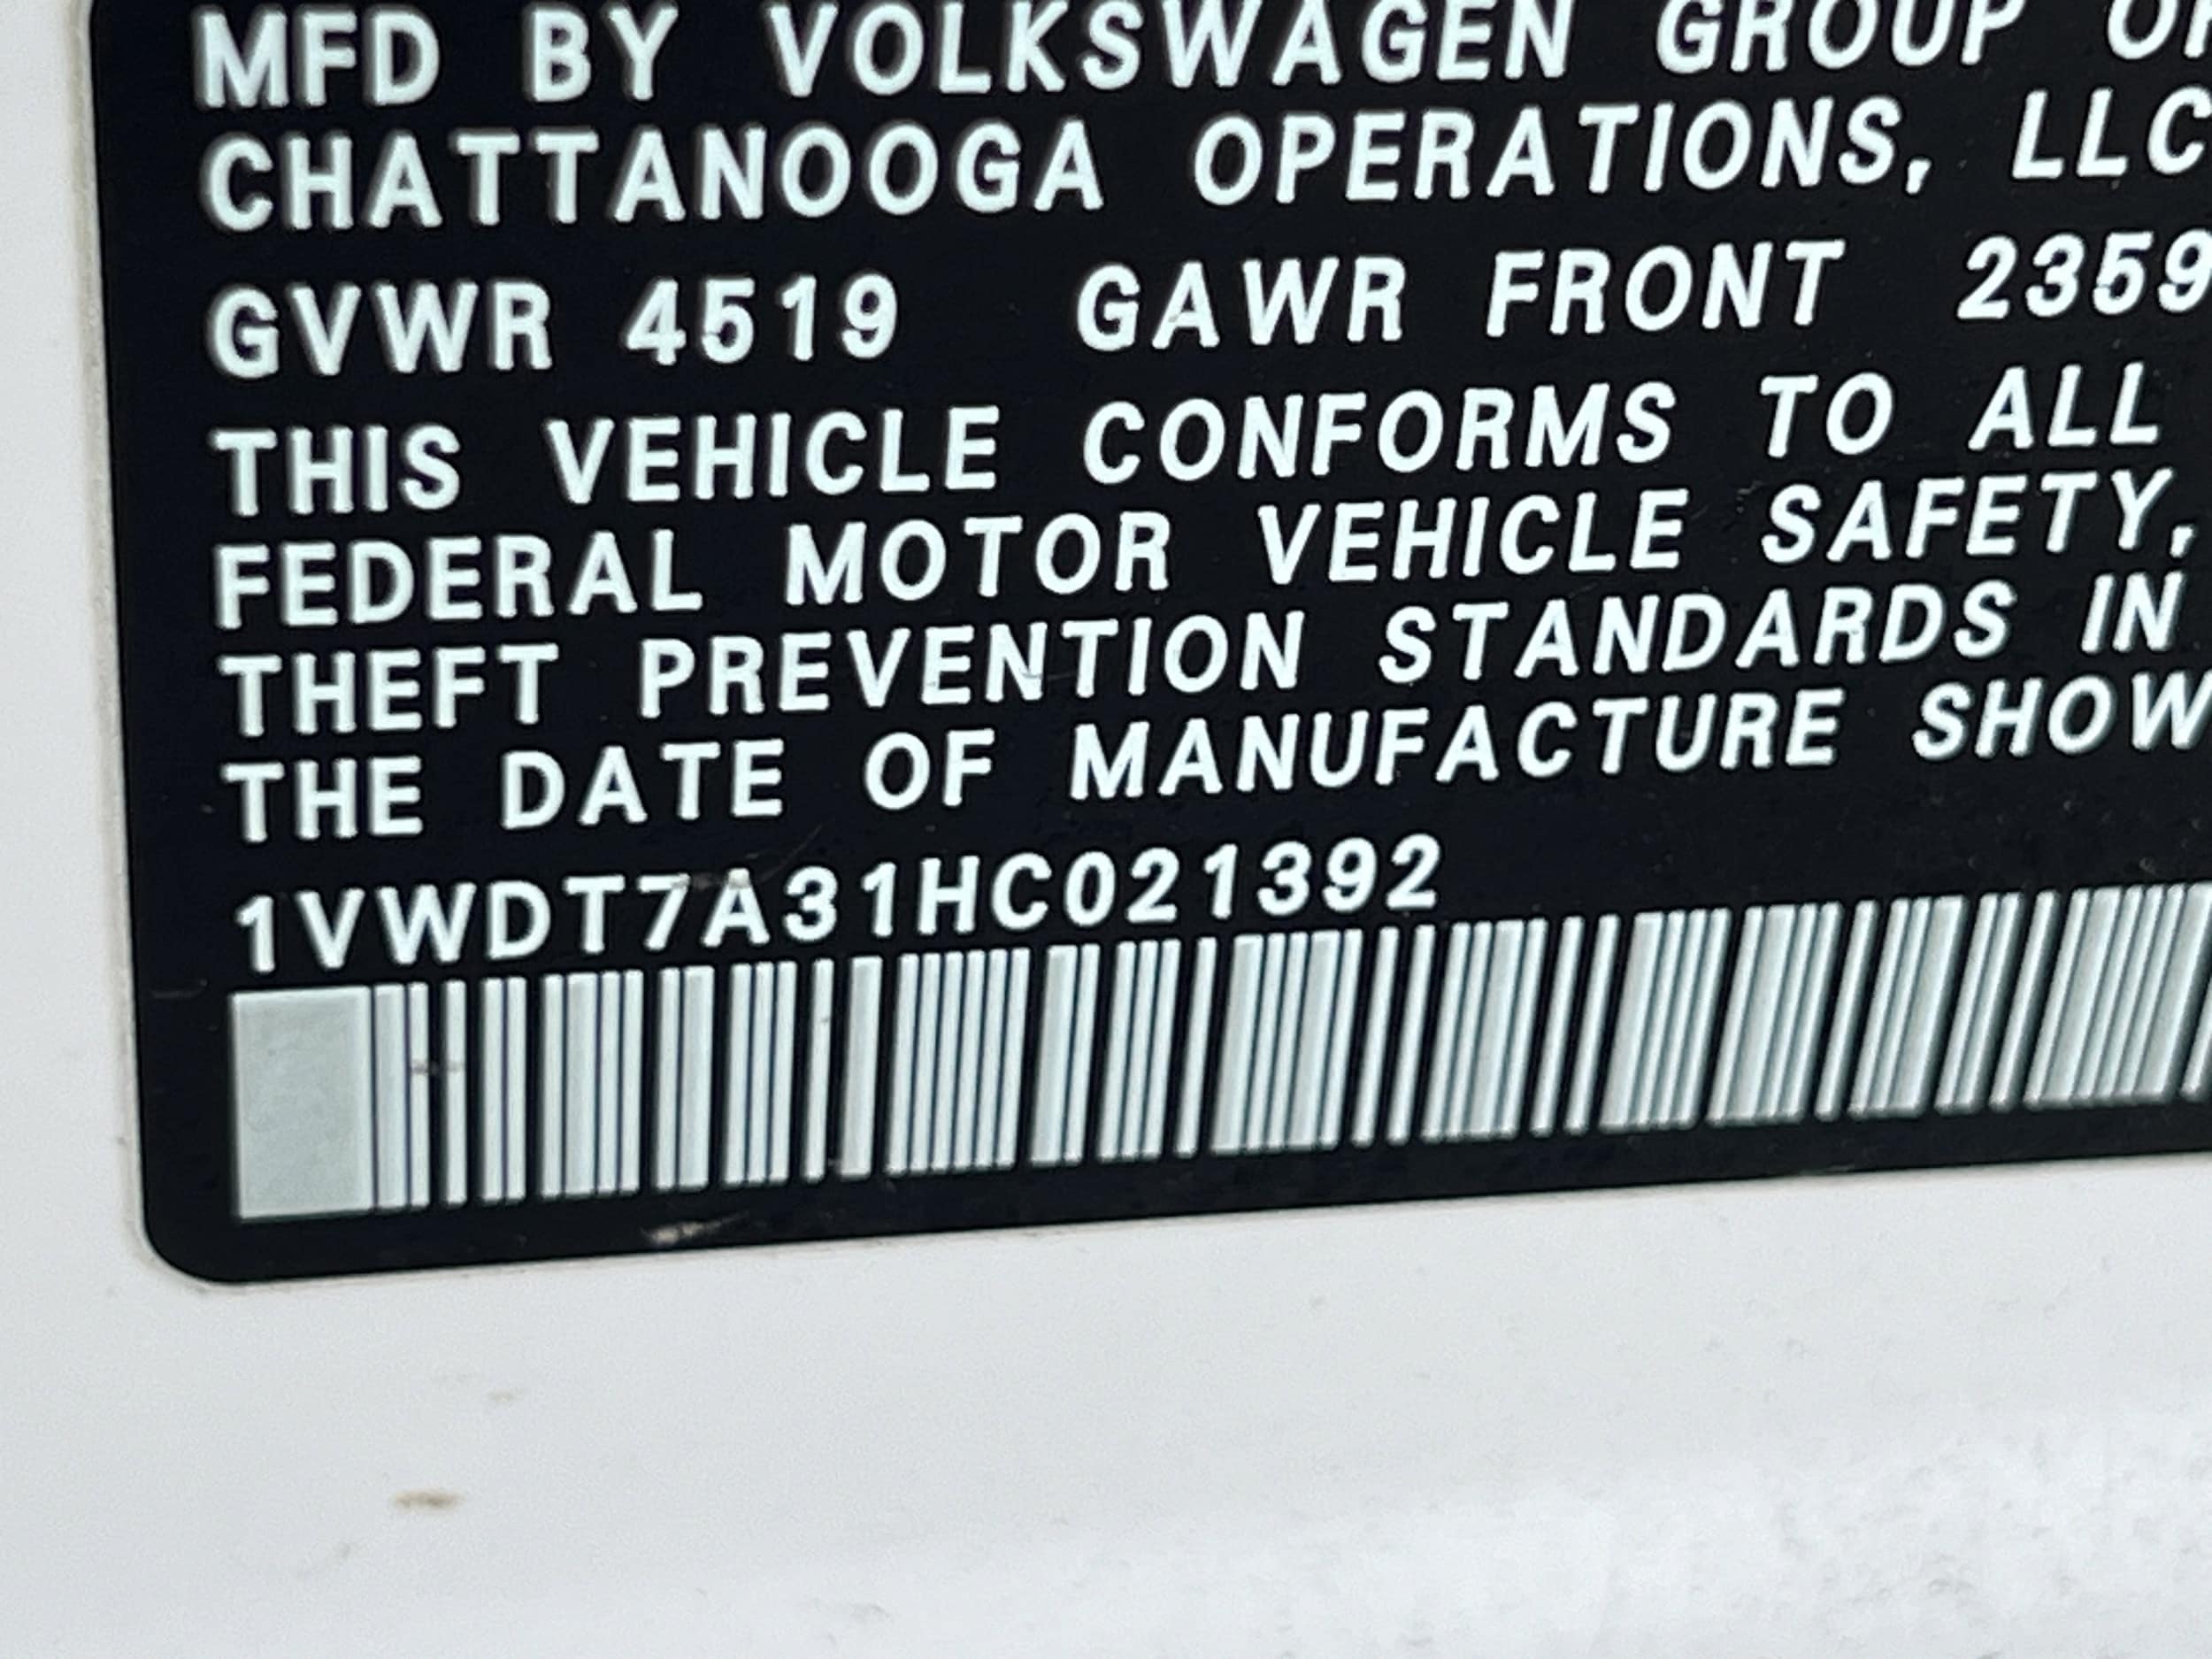 MFD BY VOLKSWAGEN GROUP OF
CHATTANOOGA OPERATIONS, LLC
GVWR 4519 GAWR FRONT 2359
THIS VEHICLE CONFORMS TO ALL
FEDERAL MOTOR VEHICLE SAFETY,
THEFT PREVENTION STANDARDS IN
THE DATE OF MANUFACTURE SHOW
1VWDT7A31HC021392